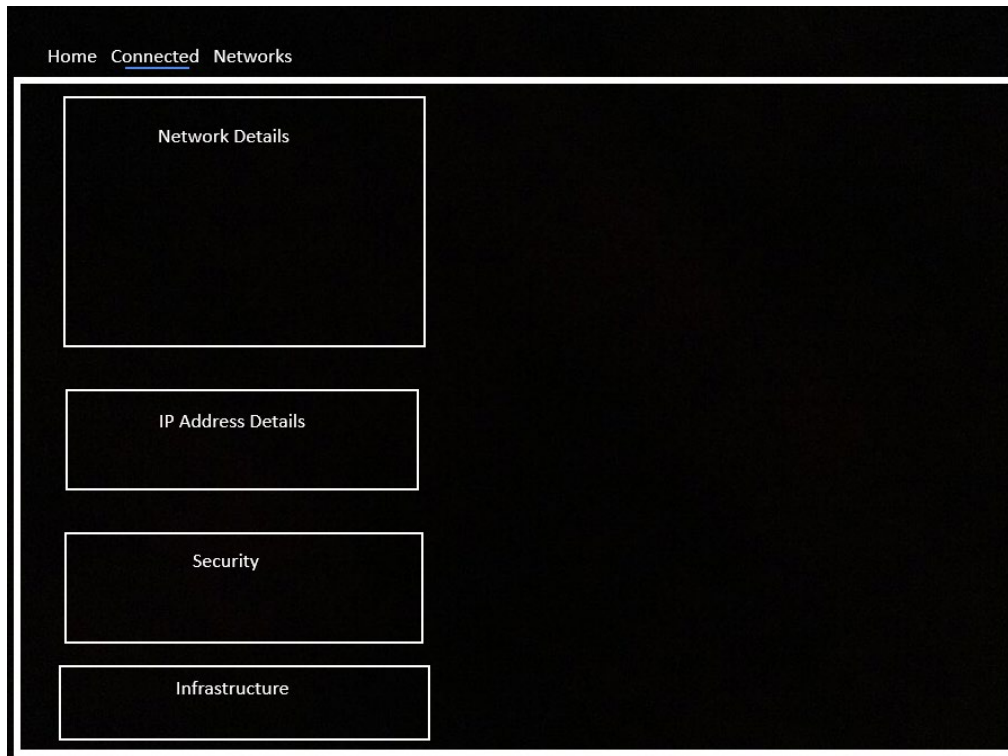 Home Connected Networks
Network Details
IP Address Details
Security
Infrastructure